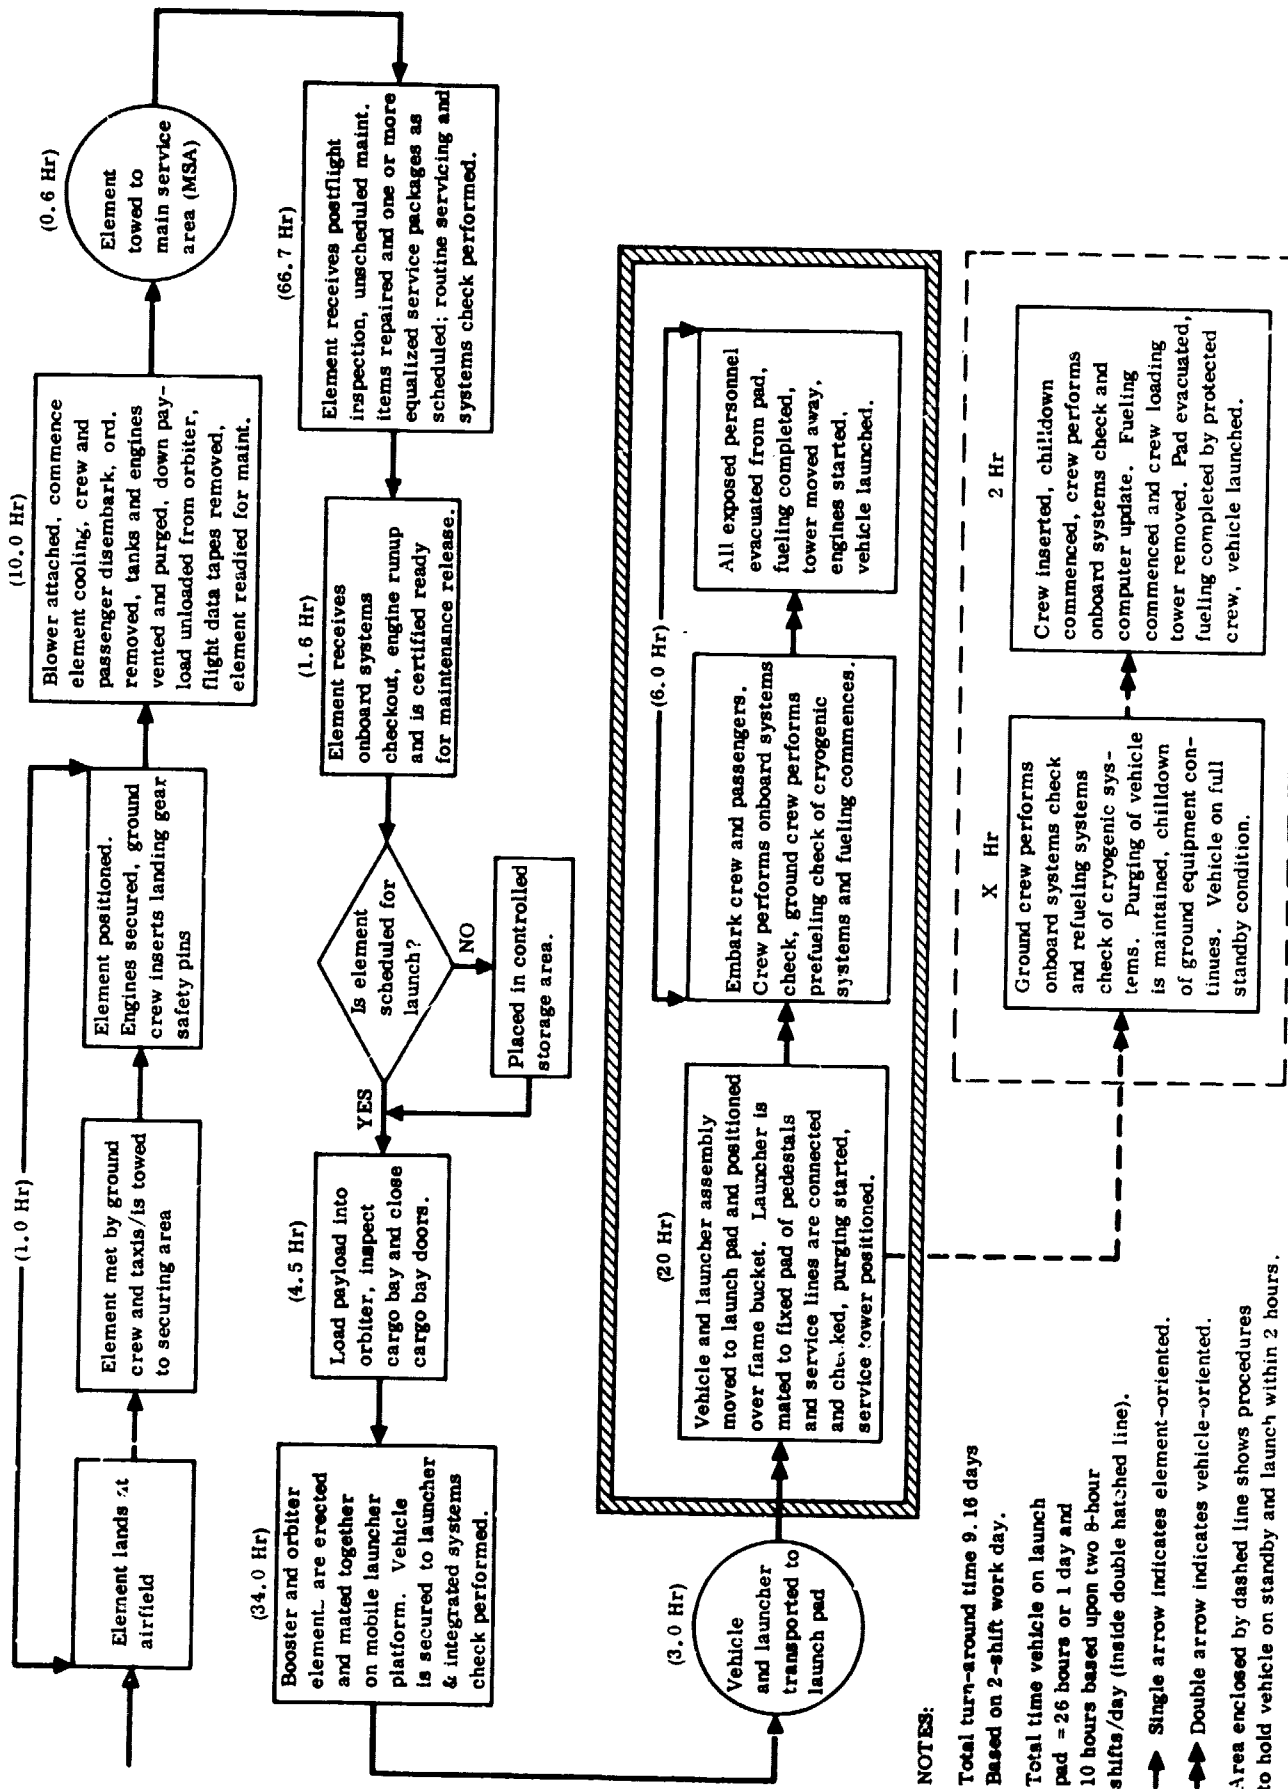 (1.0 Hr)
Element lands at
airfield
Element met by ground
crew and taxis/is towed
to securing area
Element positioned.
Engines secured, ground
crew inserts landing gear
safety pins
(10.0 Hr)
Blower attached, commence
element cooling, crew and
passenger disembark, ord.
removed, tanks and engines
vented and purged, down pay-
load unloaded from orbiter,
flight data tapes removed,
element readied for maint.
(0.6 Hr)
Element
towed to
main service
area (MSA)
(66.7 Hr)
Element receives postflight
inspection, unscheduled maint.
items repaired and one or more
equalized service packages as
scheduled; routine servicing and
systems check performed.
(1.6 Hr)
Element receives
onboard systems
checkout, engine runup
and is certified ready
for maintenance release.
Is element
scheduled for
launch?
NO
Placed in controlled
storage area.
YES
(4.5 Hr)
Load payload into
orbiter, inspect
cargo bay and close
cargo bay doors.
(34.0 Hr)
Booster and orbiter
element. are erected
and mated together
on mobile launcher
platform. Vehicle
is secured to launcher
& integrated systems
check performed.
(3.0 Hr)
Vehicle
and launcher
transported to
launch pad
(20 Hr)
Vehicle and launcher assembly
moved to launch pad and positioned
over flame bucket. Launcher is
mated to fixed pad of pedestals
and service lines are connected
and checked, purging started,
service tower positioned.
(6.0 Hr)
Embark crew and passengers.
Crew performs onboard systems
check, ground crew performs
prefueling check of cryogenic
systems and fueling commences.
All exposed personnel
evacuated from pad,
fueling completed,
tower moved away,
engines started,
vehicle launched.
X Hr
Ground crew performs
onboard systems check
and refueling systems
check of cryogenic sys-
tems. Purging of vehicle
is maintained, chilldown
of ground equipment con-
tinues. Vehicle on full
standby condition.
2 Hr
Crew inserted, chilldown
commenced, crew performs
onboard systems check and
computer update. Fueling
commenced and crew loading
tower removed. Pad evacuated,
fueling completed by protected
crew, vehicle launched.
NOTES:
Total turn-around time 9.16 days
Based on 2-shift work day.
Total time vehicle on launch
pad = 26 hours or 1 day and
10 hours based upon two 8-hour
shifts/day (inside double hatched line).
Single arrow indicates element-oriented.
Double arrow indicates vehicle-oriented.
Area enclosed by dashed line shows procedures
to hold vehicle on standby and launch within 2 hours.